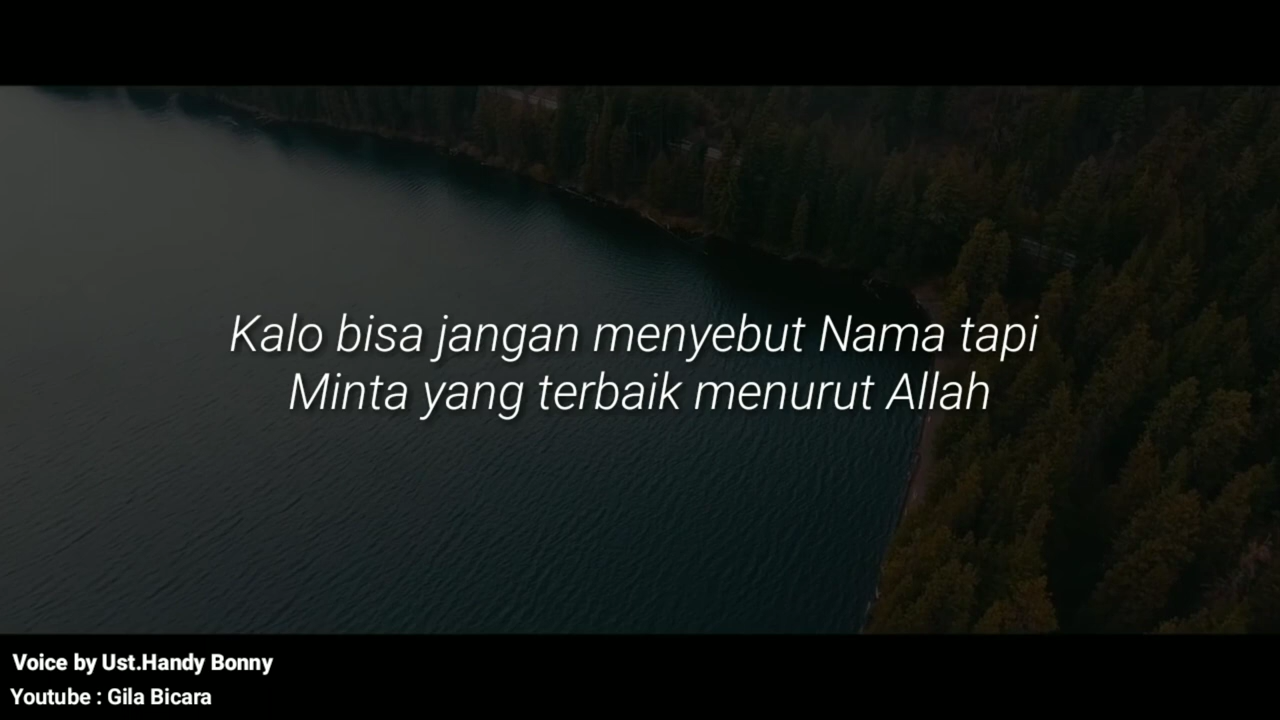 Kalo bisa jangan menyebut Nama tapi
Minta yang terbaik menurut Allah
Voice by Ust.Handy Bonny
Youtube : Gila Bicara